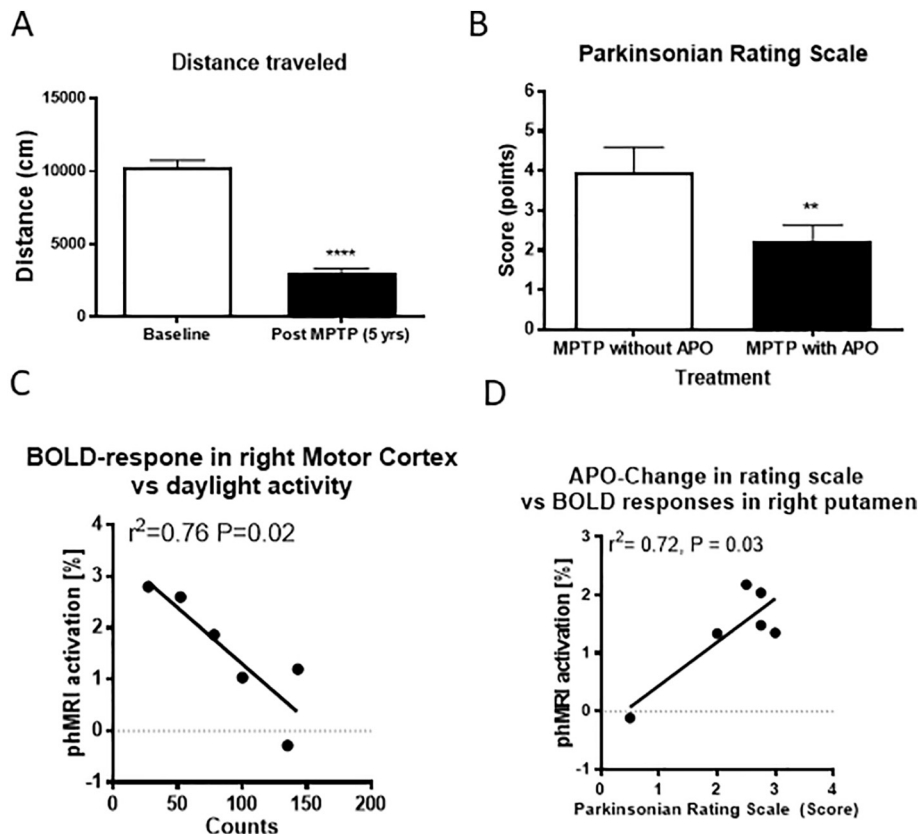 A
Distance traveled
Distance (cm)
15000
10000
5000
0
****
Baseline
Post MPTP (5 yrs)
B
Parkinsonian Rating Scale
Score (points)
6
5
4
3
2
1
0
**
MPTP without APO
MPTP with APO
Treatment
C
BOLD-respone in right Motor Cortex
vs daylight activity
r²=0.76 P=0.02
phMRI activation [%]
4
3
2
1
0
-1
0
50
100
150
200
Counts
D
APO-Change in rating scale
vs BOLD responses in right putamen
r²= 0.72, P = 0.03
phMRI activation [%]
3
2
1
0
-1
0
1
2
3
4
Parkinsonian Rating Scale (Score)